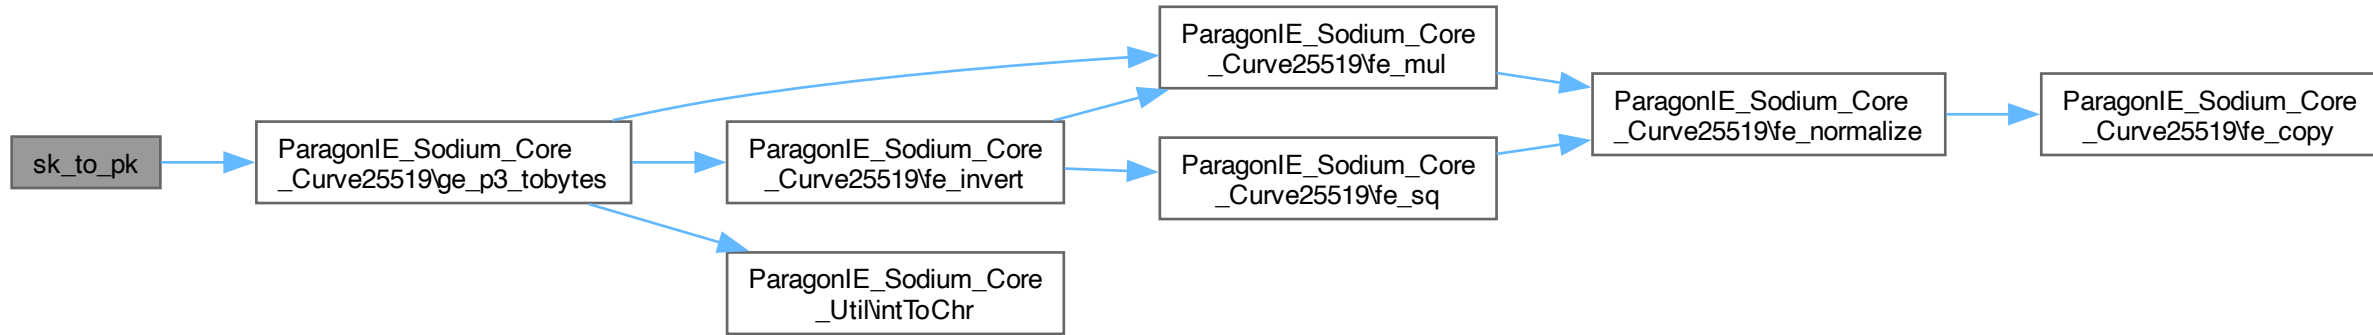 sk_to_pk
ParagonIE_Sodium_Core
_Curve25519\ge_p3_tobytes
ParagonIE_Sodium_Core
_Curve25519\fe_mul
ParagonIE_Sodium_Core
_Curve25519\fe_invert
ParagonIE_Sodium_Core
_Curve25519\fe_sq
ParagonIE_Sodium_Core
_Util\intToChr
ParagonIE_Sodium_Core
_Curve25519\fe_normalize
ParagonIE_Sodium_Core
_Curve25519\fe_copy